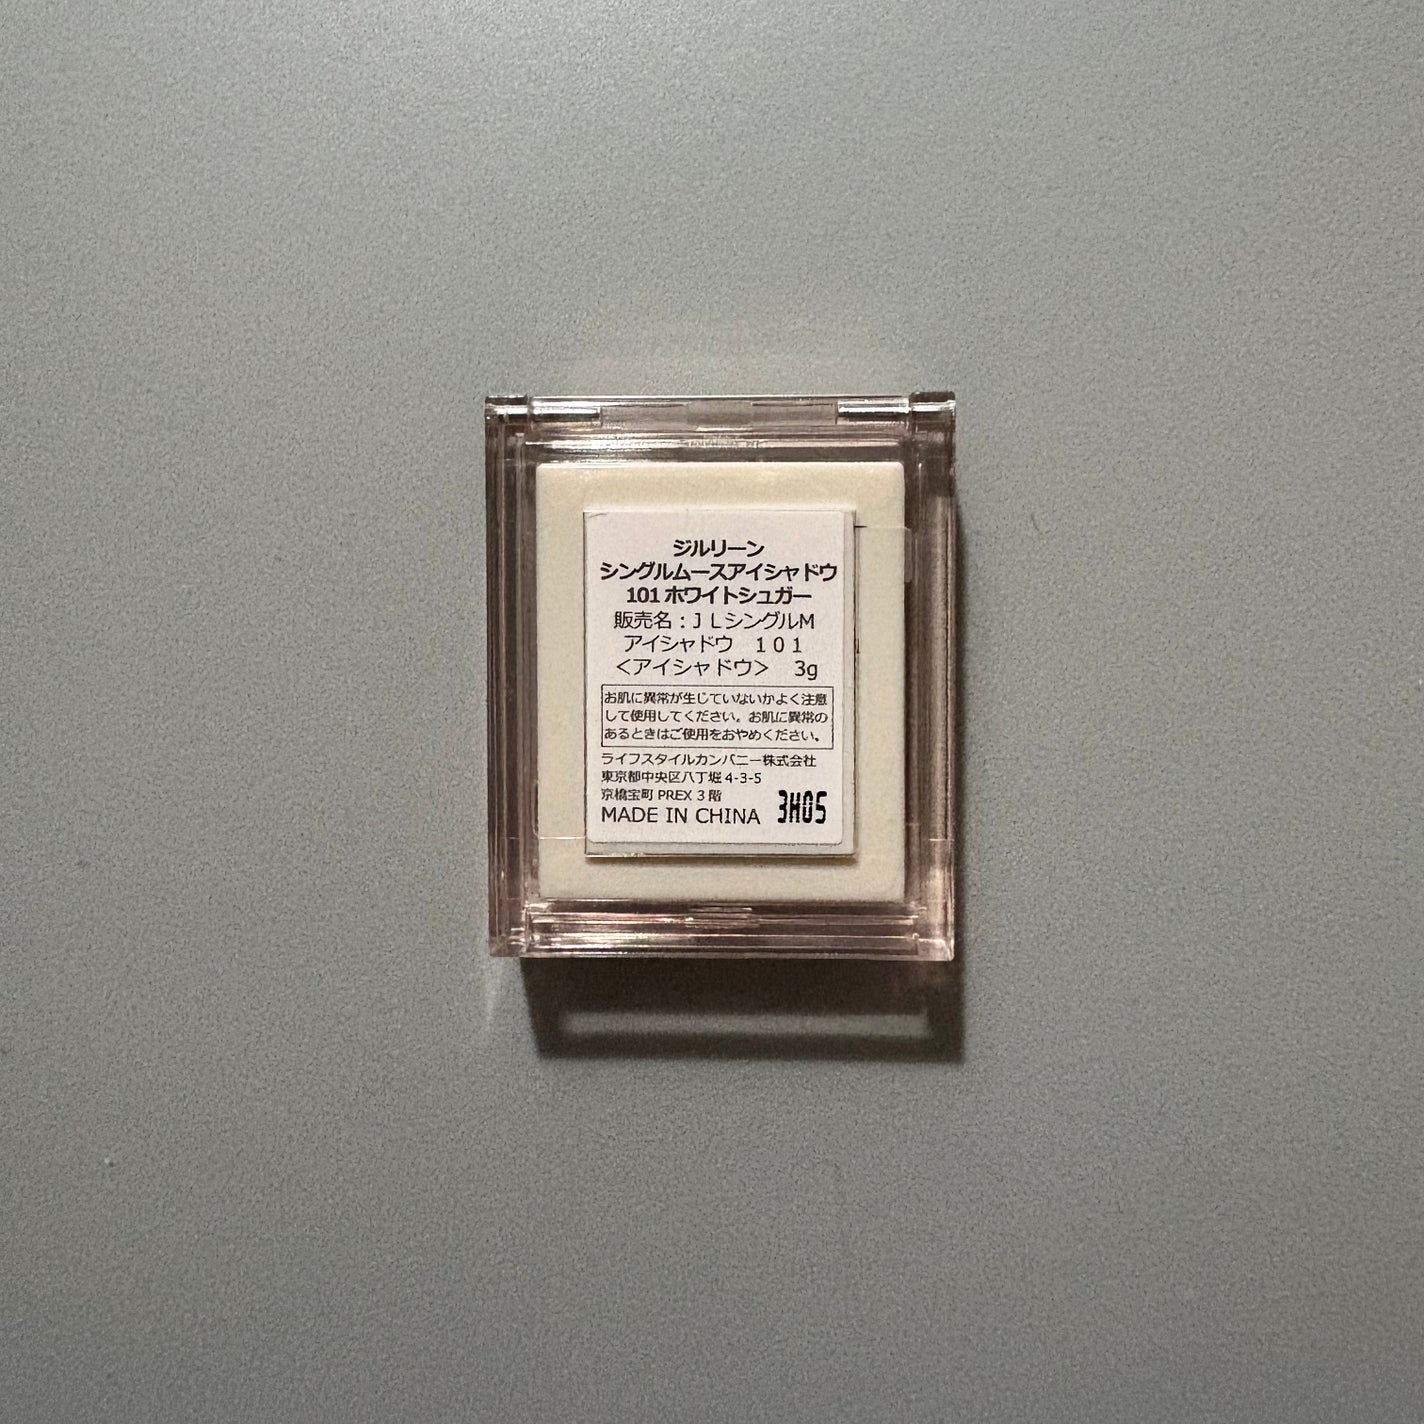 ジルリーン
シングルムースアイシャドウ
101 ホワイトシュガー
販売名：ＪＬシングルM
アイシャドウ　１０１
＜アイシャドウ＞　3g
お肌に異常が生じていないかよく注意
して使用してください。お肌に異常の
あるときはご使用をおやめください。
ライフスタイルカンパニー株式会社
東京都中央区八丁堀 4-3-5
京橋宝町 PREX 3 階
MADE IN CHINA 3H05